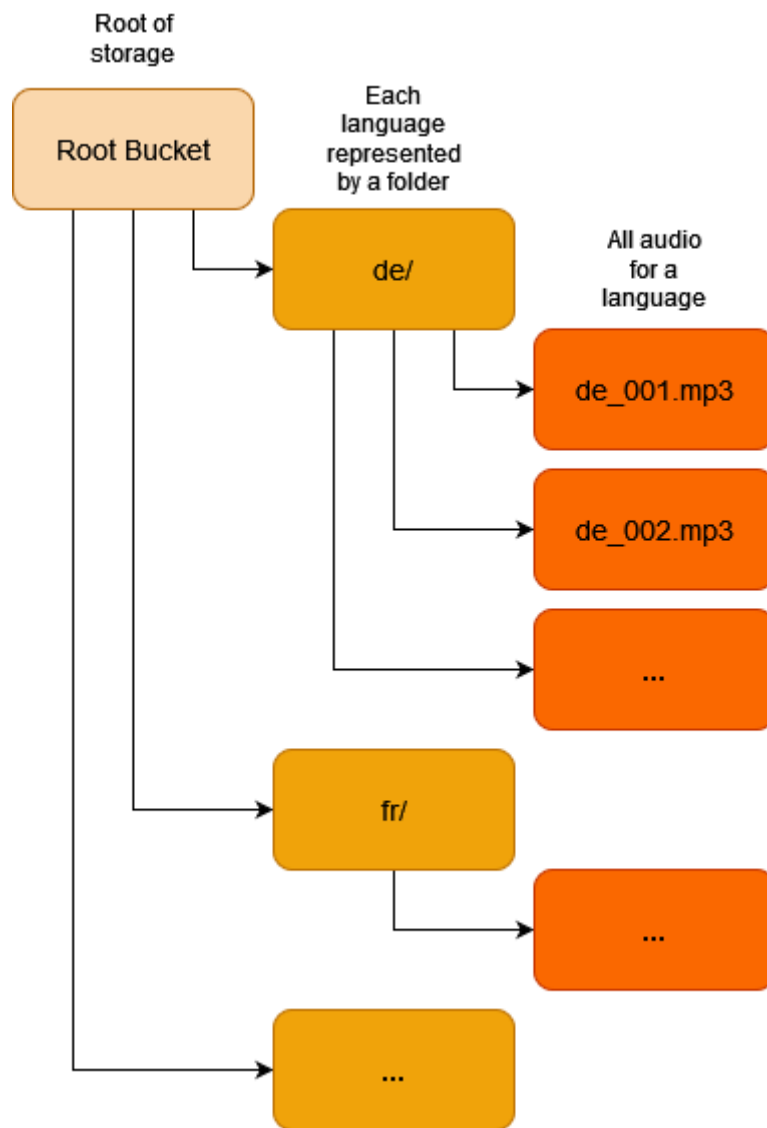 Root of
storage
Root Bucket
Each
language
represented
by a folder
de/
All audio
for a
language
de_001.mp3
de_002.mp3
...
fr/
...
...